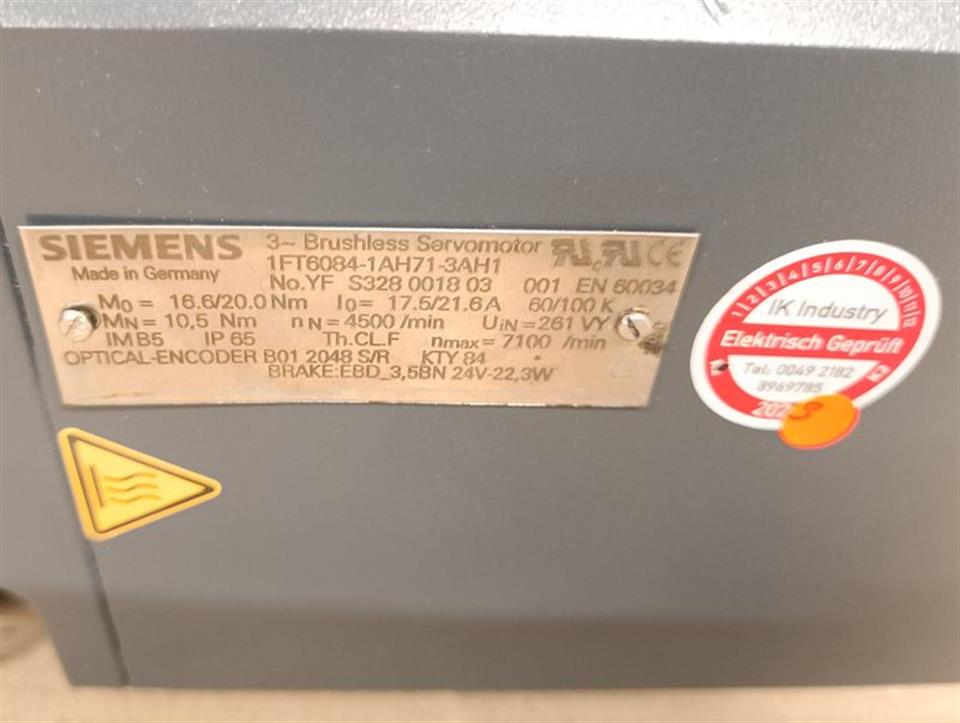 SIEMENS
3~ Brushless Servomotor
Made in Germany
1FT6084-1AH71-3AH1
No.YF S328 0018 03 001 EN 60034
M0 = 16.6/20.0 Nm I0 = 17.5/21.6 A 60/100 K
MN = 10,5 Nm nN = 4500 /min UIN = 261 VY
IM B5 IP 65 Th.CL.F nmax = 7100 /min
OPTICAL-ENCODER B01 2048 S/R KTY 84
BRAKE:EBD_3,5BN 24V-22,3W
1 2 3 4 5 6 7 8 9 10 11 12
IK Industry
Elektrisch Geprüft
Tel: 0049 2182
8969785